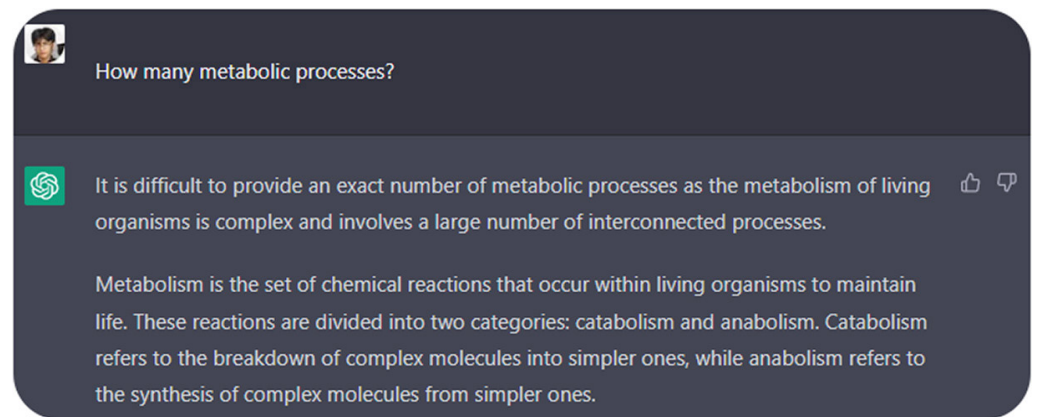 How many metabolic processes?
It is difficult to provide an exact number of metabolic processes as the metabolism of living
organisms is complex and involves a large number of interconnected processes.
Metabolism is the set of chemical reactions that occur within living organisms to maintain
life. These reactions are divided into two categories: catabolism and anabolism. Catabolism
refers to the breakdown of complex molecules into simpler ones, while anabolism refers to
the synthesis of complex molecules from simpler ones.